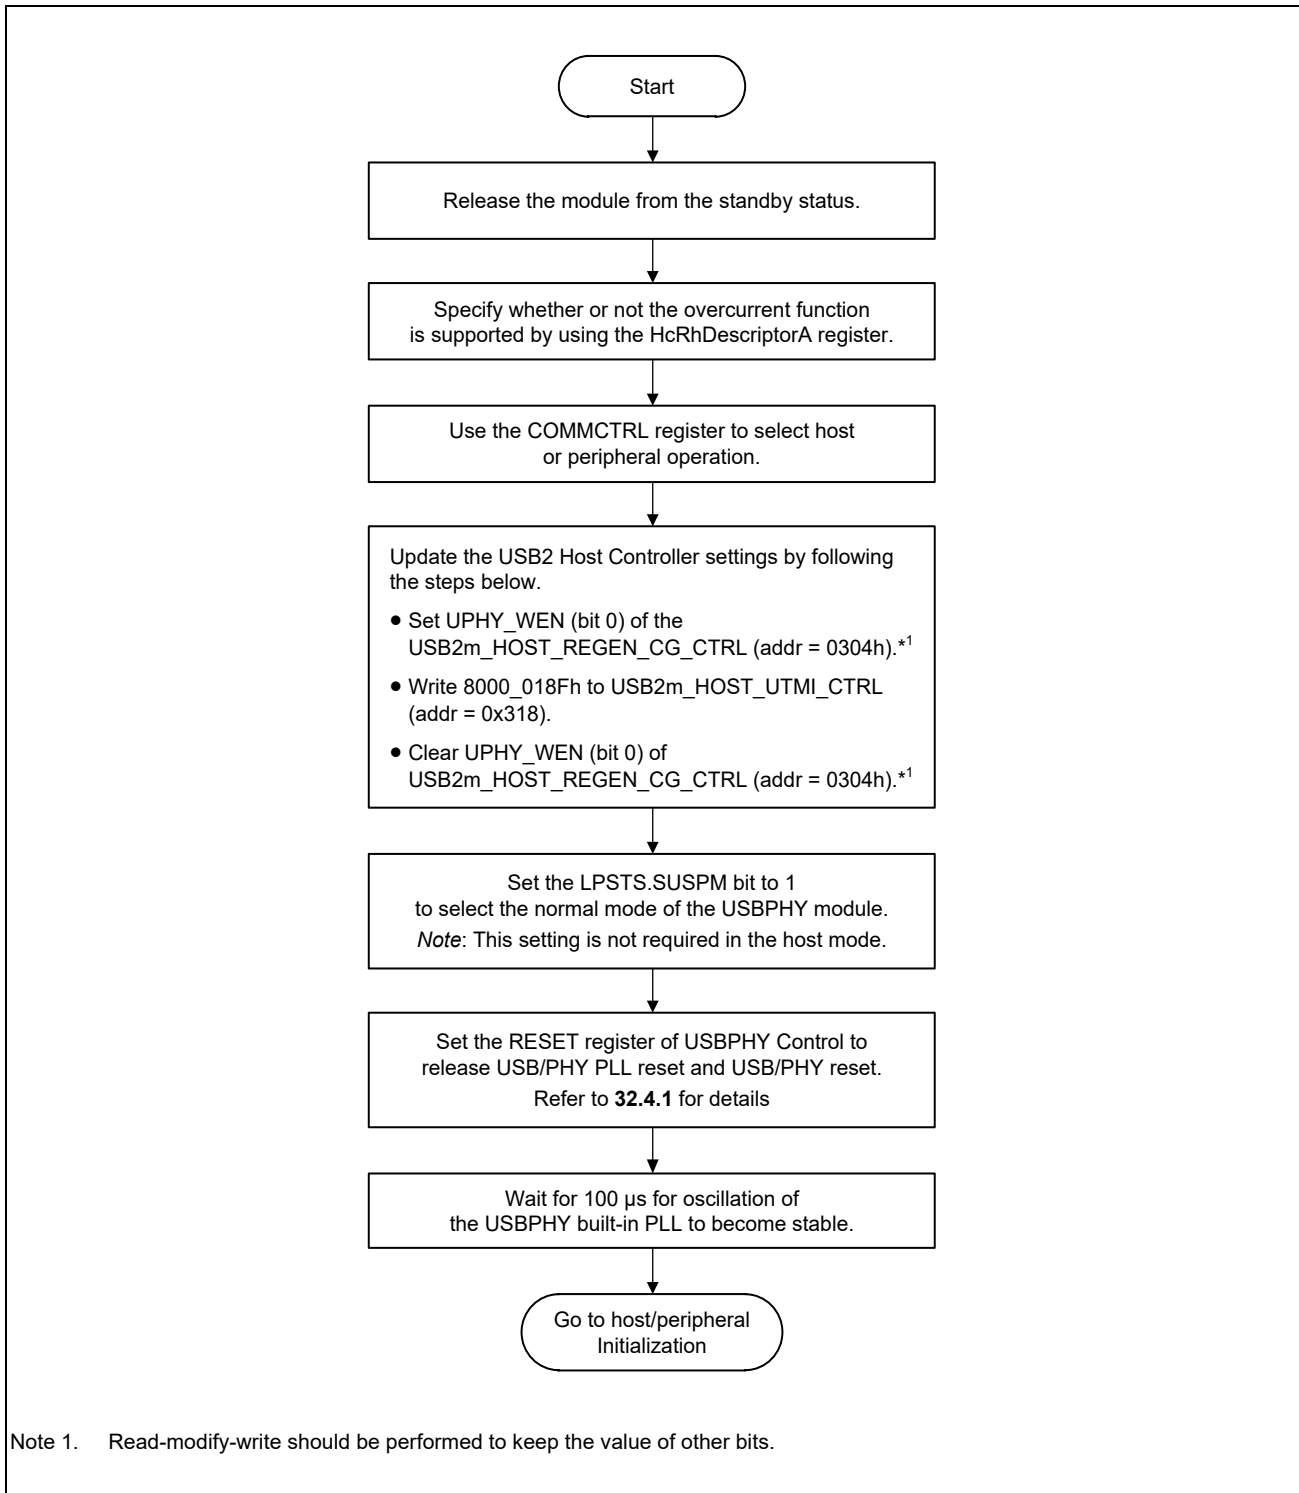 Start
Release the module from the standby status.
Specify whether or not the overcurrent function
is supported by using the HcRhDescriptorA register.
Use the COMMCTRL register to select host
or peripheral operation.
Update the USB2 Host Controller settings by following
the steps below.
● Set UPHY_WEN (bit 0) of the
USB2m_HOST_REGEN_CG_CTRL (addr = 0304h).*1
● Write 8000_018Fh to USB2m_HOST_UTMI_CTRL
(addr = 0x318).
● Clear UPHY_WEN (bit 0) of
USB2m_HOST_REGEN_CG_CTRL (addr = 0304h).*1
Set the LPSTS.SUSPM bit to 1
to select the normal mode of the USBPHY module.
Note: This setting is not required in the host mode.
Set the RESET register of USBPHY Control to
release USB/PHY PLL reset and USB/PHY reset.
Refer to 32.4.1 for details
Wait for 100 µs for oscillation of
the USBPHY built-in PLL to become stable.
Go to host/peripheral
Initialization
Note 1. Read-modify-write should be performed to keep the value of other bits.